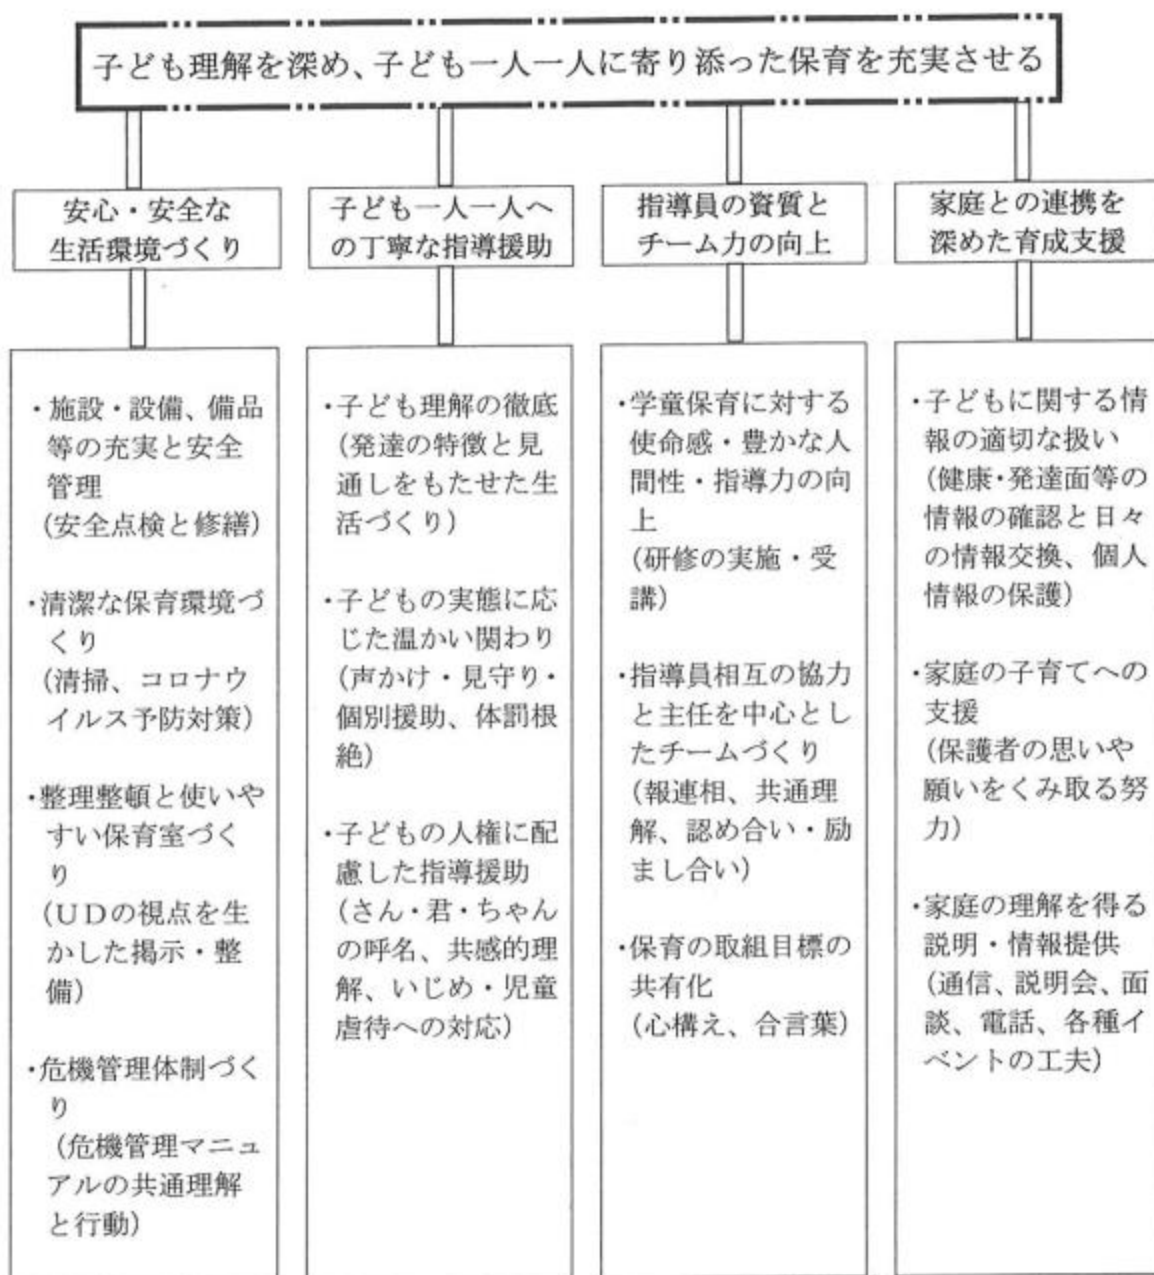 子ども理解を深め、子ども一人一人に寄り添った保育を充実させる
安心・安全な
生活環境づくり
・施設・設備、備品
等の充実と安全
管理
(安全点検と修繕)
・清潔な保育環境づ
くり
(清掃、コロナウ
イルス予防対策)
・整理整頓と使いや
すい保育室づく
り
(UDの視点を生
かした掲示・整
備)
・危機管理体制づく
り
(危機管理マニュ
アルの共通理解
と行動)
子ども一人一人へ
の丁寧な指導援助
・子ども理解の徹底
(発達の特徴と見
通しをもたせた生
活づくり)
・子どもの実態に応
じた温かい関わり
(声かけ・見守り・
個別援助、体罰根
絶)
・子どもの人権に配
慮した指導援助
(さん・君・ちゃん
の呼名、共感的理
解、いじめ・児童
虐待への対応)
指導員の資質と
チーム力の向上
・学童保育に対する
使命感・豊かな人
間性・指導力の向
上
(研修の実施・受
講)
・指導員相互の協力
と主任を中心とし
たチームづくり
(報連相、共通理
解、認め合い・励
まし合い)
・保育の取組目標の
共有化
(心構え、合言葉)
家庭との連携を
深めた育成支援
・子どもに関する情
報の適切な扱い
(健康・発達面等の
情報の確認と日々
の情報交換、個人
情報の保護)
・家庭の子育てへの
支援
(保護者の思いや
願いをくみ取る努
力)
・家庭の理解を得る
説明・情報提供
(通信、説明会、面
談、電話、各種イ
ベントの工夫)